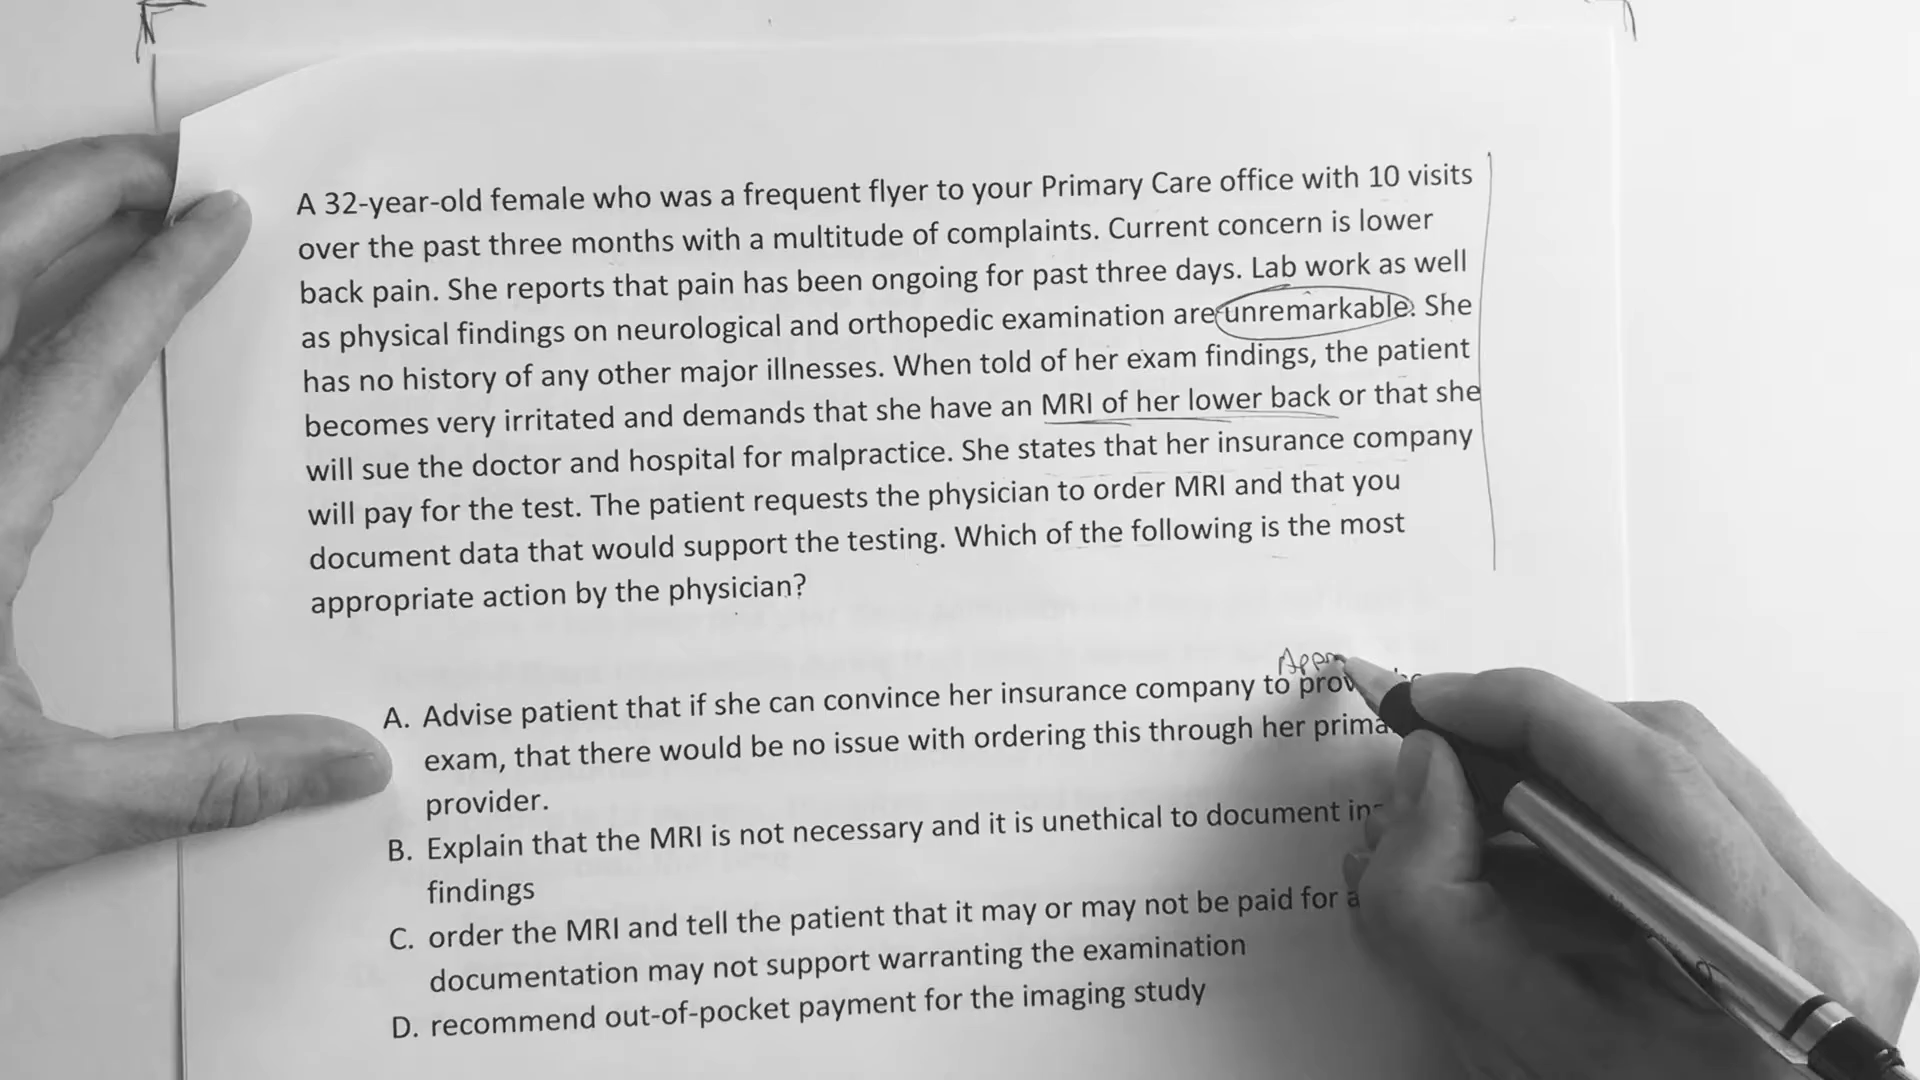 A 32-year-old female who was a frequent flyer to your Primary Care office with 10 visits
over the past three months with a multitude of complaints. Current concern is lower
back pain. She reports that pain has been ongoing for past three days. Lab work as well
as physical findings on neurological and orthopedic examination are unremarkable. She
has no history of any other major illnesses. When told of her exam findings, the patient
becomes very irritated and demands that she have an MRI of her lower back or that she
will sue the doctor and hospital for malpractice. She states that her insurance company
will pay for the test. The patient requests the physician to order MRI and that you
document data that would support the testing. Which of the following is the most
appropriate action by the physician?
App
A. Advise patient that if she can convince her insurance company to
exam, that there would be no issue with ordering this through her
provider.
B. Explain that the MRI is not necessary and it is unethical to document
findings
C. order the MRI and tell the patient that it may or may not be paid for
documentation may not support warranting the examination
D. recommend out-of-pocket payment for the imaging study